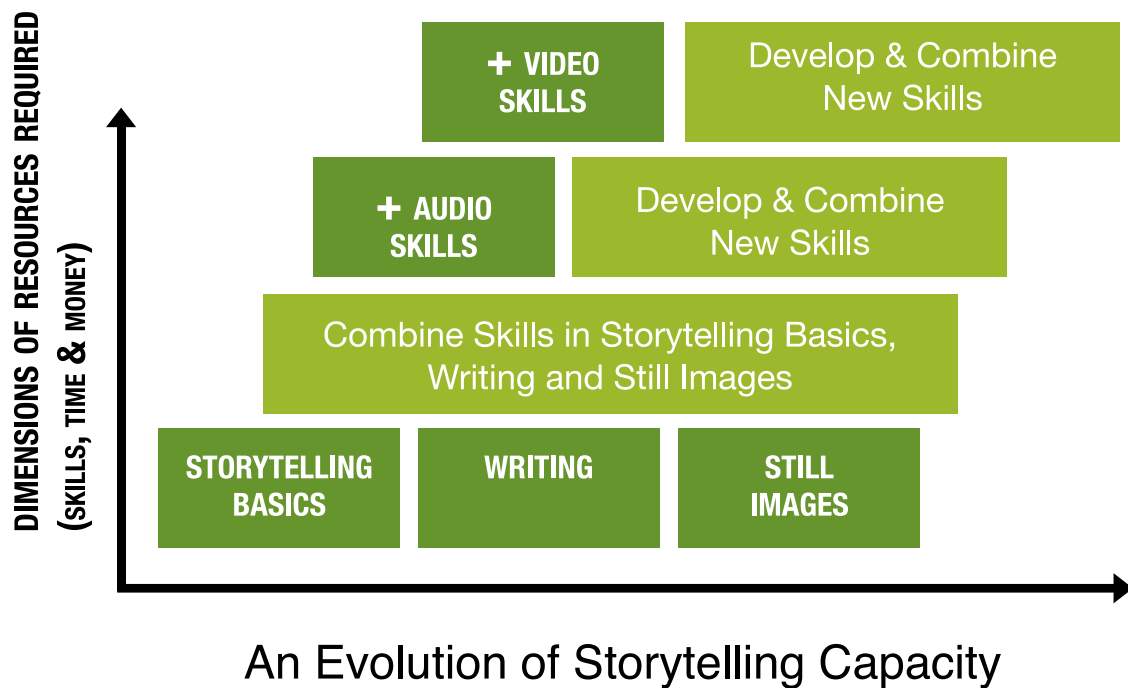 DIMENSIONS OF RESOURCES REQUIRED
(SKILLS, TIME & MONEY)
+ VIDEO
SKILLS
Develop & Combine
New Skills
+ AUDIO
SKILLS
Develop & Combine
New Skills
Combine Skills in Storytelling Basics,
Writing and Still Images
STORYTELLING
BASICS
WRITING
STILL
IMAGES
An Evolution of Storytelling Capacity